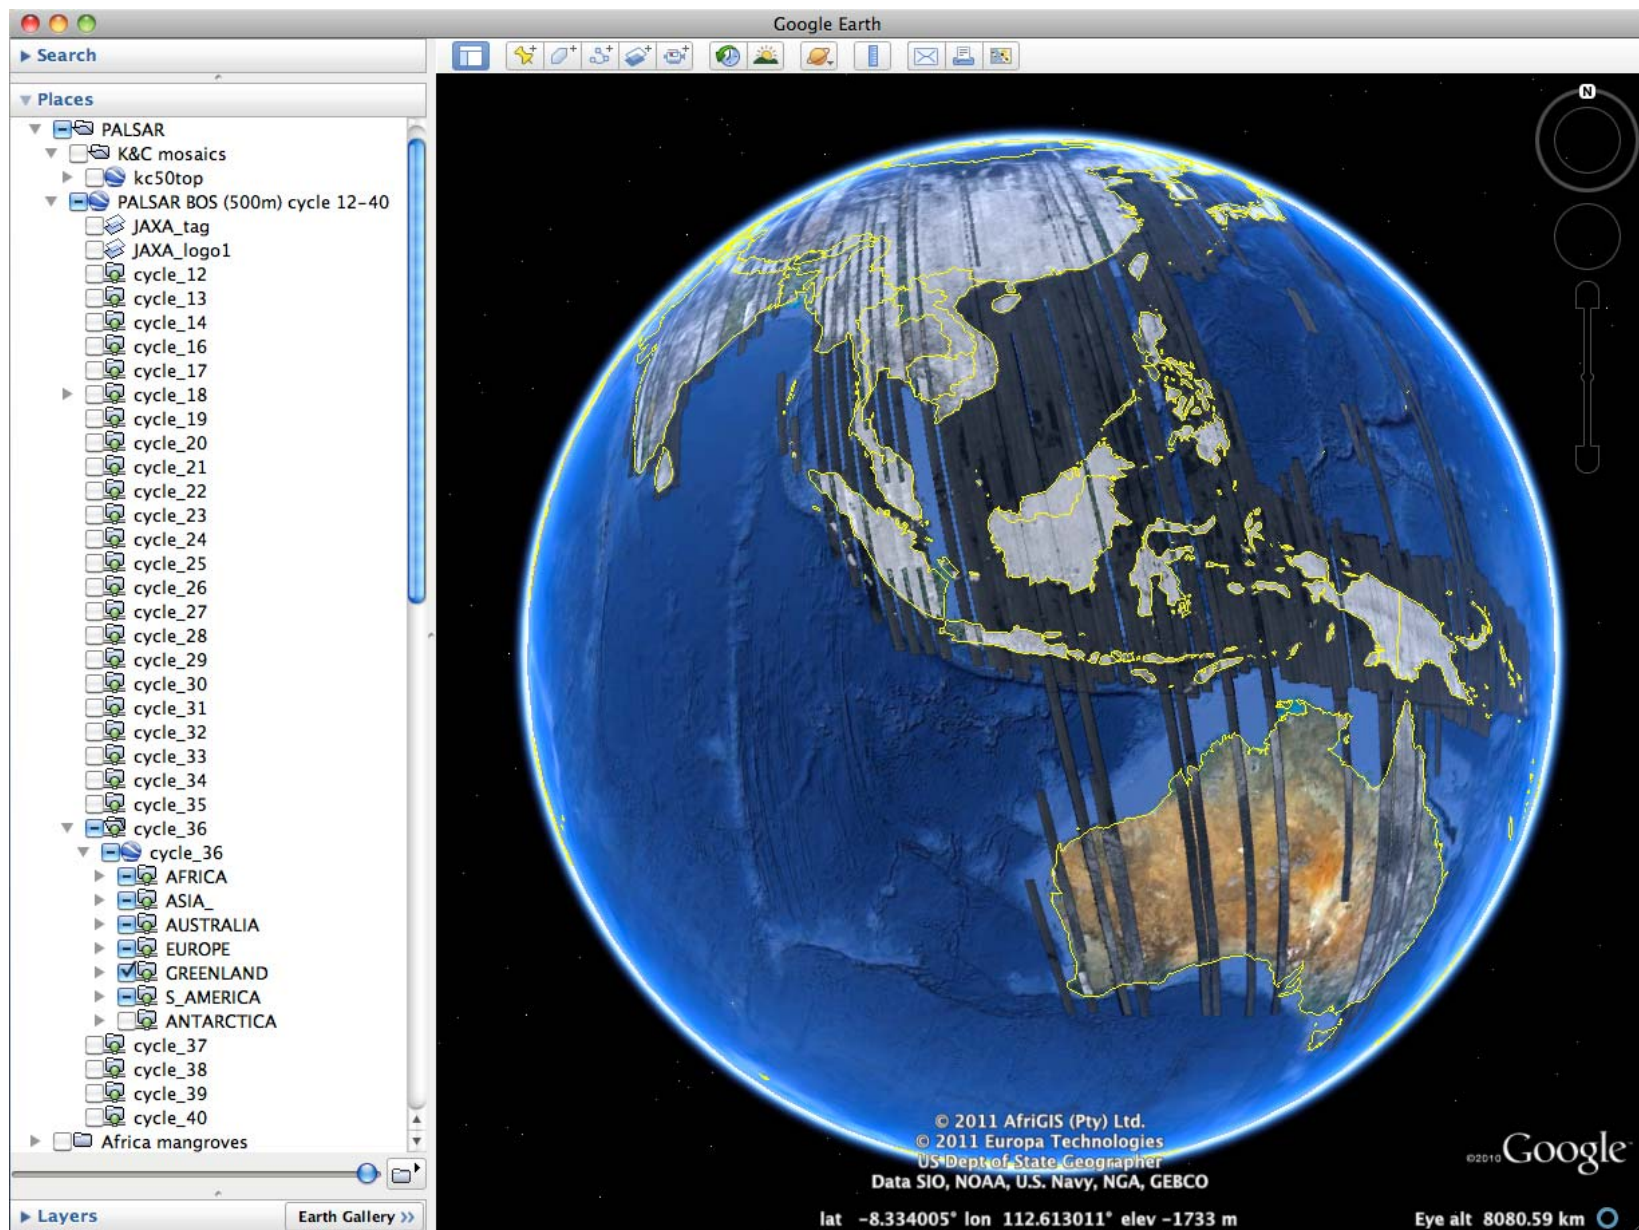 Google Earth
Search
Places
PALSAR
K&C mosaics
kc50top
PALSAR BOS (500m) cycle 12-40
JAXA_tag
JAXA_logo1
cycle_12
cycle_13
cycle_14
cycle_16
cycle_17
cycle_18
cycle_19
cycle_20
cycle_21
cycle_22
cycle_23
cycle_24
cycle_25
cycle_26
cycle_27
cycle_28
cycle_29
cycle_30
cycle_31
cycle_32
cycle_33
cycle_34
cycle_35
cycle_36
cycle_36
AFRICA
ASIA_
AUSTRALIA
EUROPE
GREENLAND
S_AMERICA
ANTARCTICA
cycle_37
cycle_38
cycle_39
cycle_40
Africa mangroves
Layers
Earth Gallery >>
N
© 2011 AfriGIS (Pty) Ltd.
© 2011 Europa Technologies
US Dept of State Geographer
Data SIO, NOAA, U.S. Navy, NGA, GEBCO
©2010 Google
lat -8.334005° lon 112.613011° elev -1733 m
Eye alt 8080.59 km